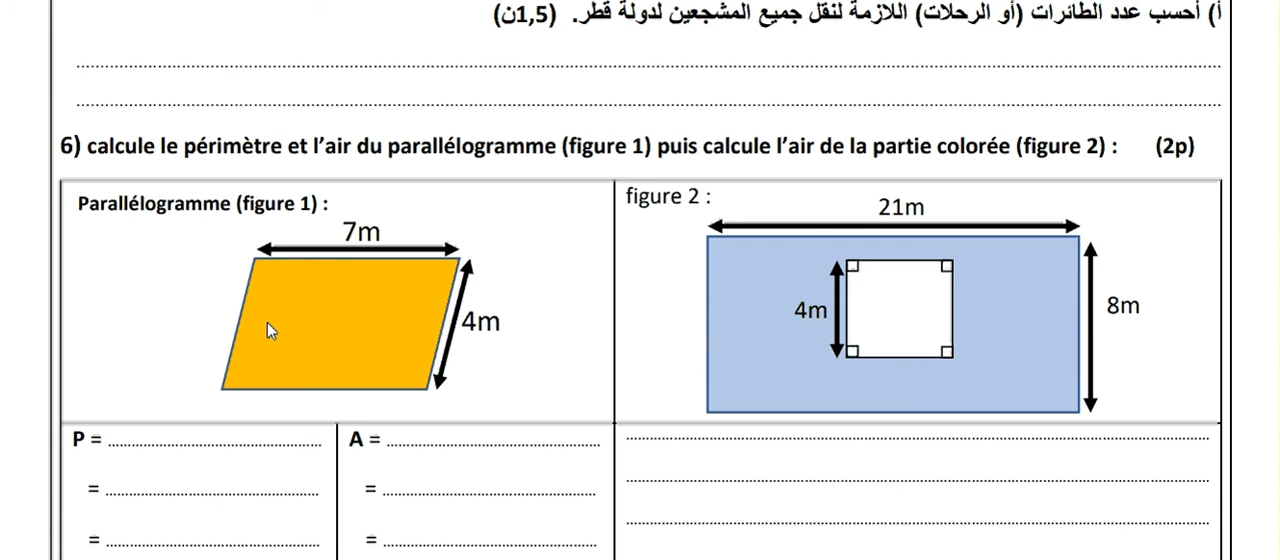 أ) أحسب عدد الطائرات (أو الرحلات) اللازمة لنقل جميع المشجعين لدولة قطر. (1,5ن)
6) calcule le périmètre et l’air du parallélogramme (figure 1) puis calcule l’air de la partie colorée (figure 2) : (2p)
Parallélogramme (figure 1) :
7m
4m
figure 2 :
21m
4m
8m
P = ........................................
= ........................................
= ........................................
A = ........................................
= ........................................
= ........................................